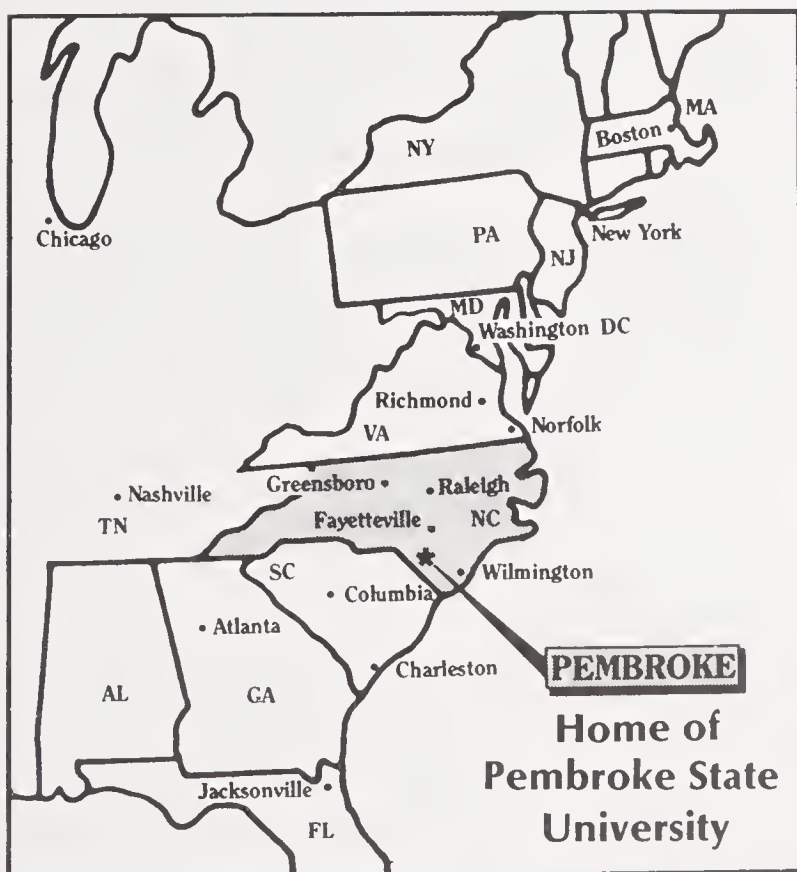 MA
Boston
NY
Chicago
New York
PA
NJ
MD
Washington DC
Richmond
Norfolk
VA
Greensboro
Raleigh
Nashville
Fayetteville
NC
TN
SC
Wilmington
Columbia
Atlanta
Charleston
PEMBROKE
AL
GA
Home of
Pembroke State
University
Jacksonville
FL